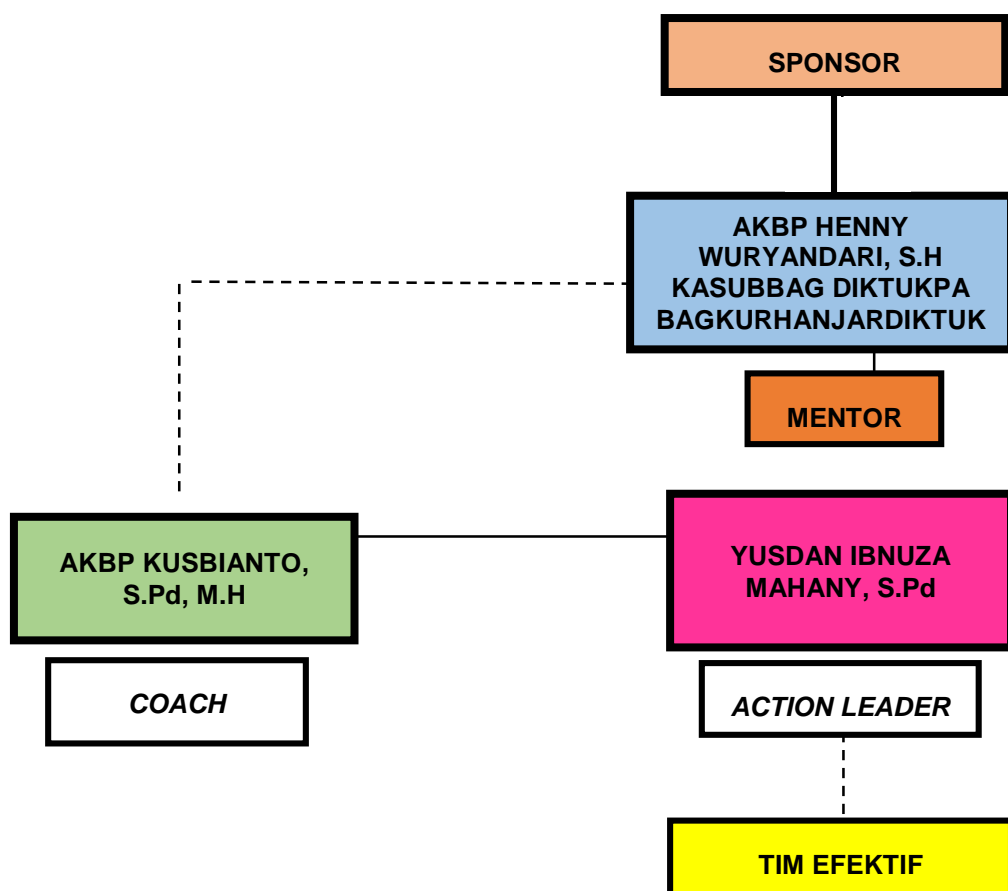 SPONSOR
AKBP HENNY
WURYANDARI, S.H
KASUBBAG DIKTUKPA
BAGKURHANJARDIKTUK
MENTOR
AKBP KUSBIANTO,
S.Pd, M.H
YUSDAN IBNUZA
MAHANY, S.Pd
COACH
ACTION LEADER
TIM EFEKTIF